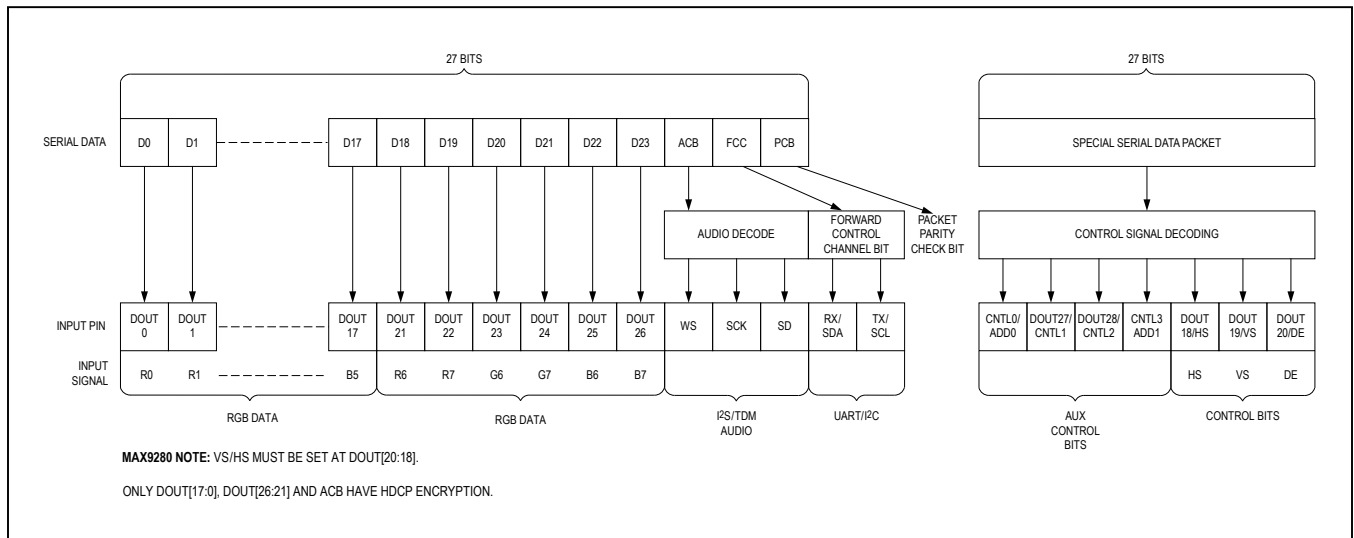 27 BITS 27 BITS
SERIAL DATA D0 D1 D17 D18 D19 D20 D21 D22 D23 ACB FCC PCB SPECIAL SERIAL DATA PACKET
AUDIO DECODE FORWARD CONTROL CHANNEL BIT PACKET PARITY CHECK BIT CONTROL SIGNAL DECODING
INPUT PIN DOUT 0 DOUT 1 DOUT 17 DOUT 21 DOUT 22 DOUT 23 DOUT 24 DOUT 25 DOUT 26 WS SCK SD RX/ SDA TX/ SCL CNTL0/ ADD0 DOUT27/ CNTL1 DOUT28/ CNTL2 CNTL3 ADD1 DOUT 18/HS DOUT 19/VS DOUT 20/DE
INPUT SIGNAL R0 R1 B5 R6 R7 G6 G7 B6 B7 HS VS DE
RGB DATA RGB DATA I2S/TDM AUDIO UART/I2C AUX CONTROL BITS CONTROL BITS
MAX9280 NOTE: VS/HS MUST BE SET AT DOUT[20:18].
ONLY DOUT[17:0], DOUT[26:21] AND ACB HAVE HDCP ENCRYPTION.